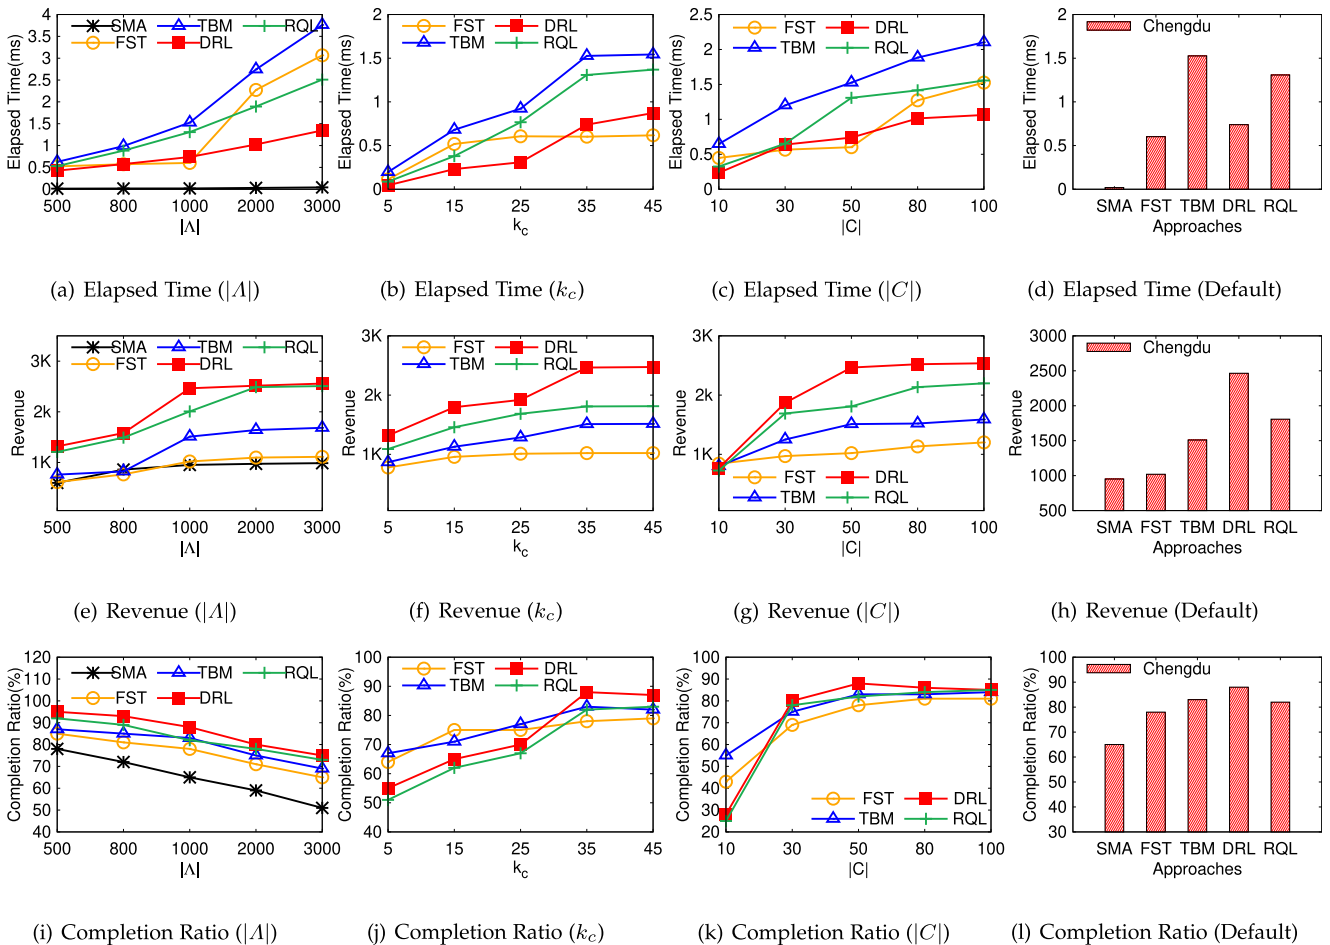 4
3.5
3
2.5
2
1.5
1
0.5
0
Elapsed Time(ms)
SMA
FST
TBM
DRL
RQL
500 800 1000 2000 3000
|Λ|
(a) Elapsed Time (|Λ|)
2
1.5
1
0.5
0
Elapsed Time(ms)
FST
TBM
DRL
RQL
5 15 25 35 45
k_c
(b) Elapsed Time (k_c)
2.5
2
1.5
1
0.5
0
Elapsed Time(ms)
FST
TBM
DRL
RQL
10 30 50 80 100
|C|
(c) Elapsed Time (|C|)
2
1.5
1
0.5
0
Elapsed Time(ms)
Chengdu
SMA FST TBM DRL RQL
Approaches
(d) Elapsed Time (Default)
3K
2K
1K
Revenue
SMA
FST
TBM
DRL
RQL
500 800 1000 2000 3000
|Λ|
(e) Revenue (|Λ|)
3K
2K
1K
Revenue
FST
TBM
DRL
RQL
5 15 25 35 45
k_c
(f) Revenue (k_c)
3K
2K
1K
Revenue
FST
TBM
DRL
RQL
10 30 50 80 100
|C|
(g) Revenue (|C|)
3000
2500
2000
1500
1000
500
Revenue
Chengdu
SMA FST TBM DRL RQL
Approaches
(h) Revenue (Default)
120
110
100
90
80
70
60
50
40
Completion Ratio(%)
SMA
FST
TBM
DRL
RQL
500 800 1000 2000 3000
|Λ|
(i) Completion Ratio (|Λ|)
100
90
80
70
60
50
40
Completion Ratio(%)
FST
TBM
DRL
RQL
5 15 25 35 45
k_c
(j) Completion Ratio (k_c)
100
90
80
70
60
50
40
30
20
Completion Ratio(%)
FST
TBM
DRL
RQL
10 30 50 80 100
|C|
(k) Completion Ratio (|C|)
100
90
80
70
60
50
40
30
Completion Ratio(%)
Chengdu
SMA FST TBM DRL RQL
Approaches
(l) Completion Ratio (Default)